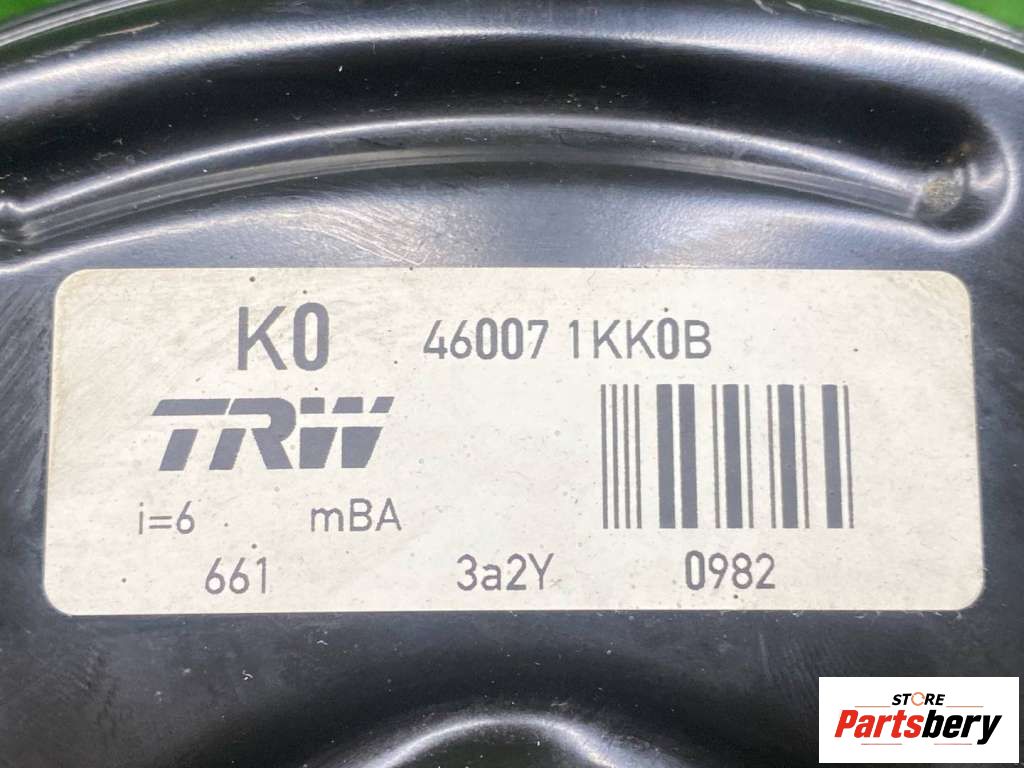 K0 46007 1KK0B
TRW
i=6 mBA
661 3a2Y 0982
STORE
Partsbery